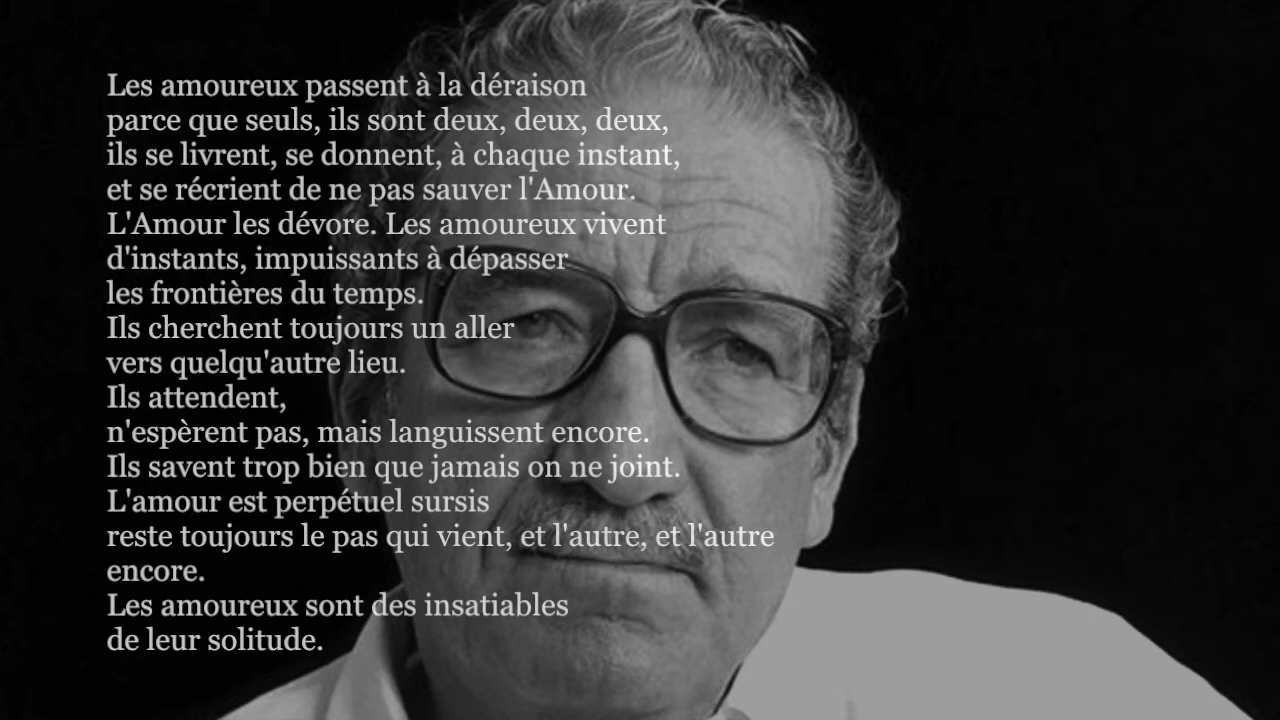 Les amoureux passent à la déraison
parce que seuls, ils sont deux, deux, deux,
ils se livrent, se donnent, à chaque instant,
et se récrient de ne pas sauver l'Amour.
L'Amour les dévore. Les amoureux vivent
d'instants, impuissants à dépasser
les frontières du temps.
Ils cherchent toujours un aller
vers quelqu'autre lieu.
Ils attendent,
n'espèrent pas, mais languissent encore.
Ils savent trop bien que jamais on ne joint.
L'amour est perpétuel sursis
reste toujours le pas qui vient, et l'autre, et l'autre
encore.
Les amoureux sont des insatiables
de leur solitude.